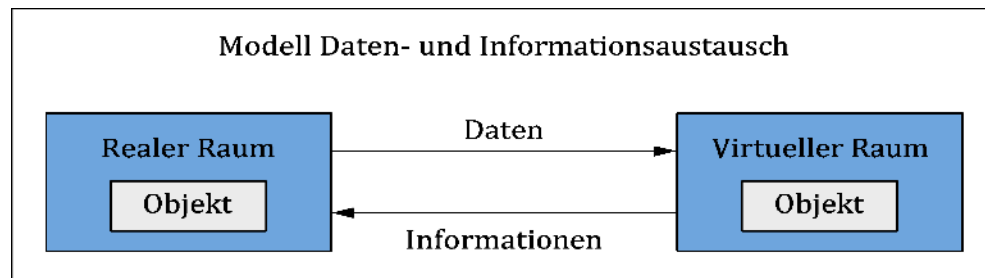 Modell Daten- und Informationsaustausch
Daten
Realer Raum
Virtueller Raum
Objekt
Objekt
Informationen